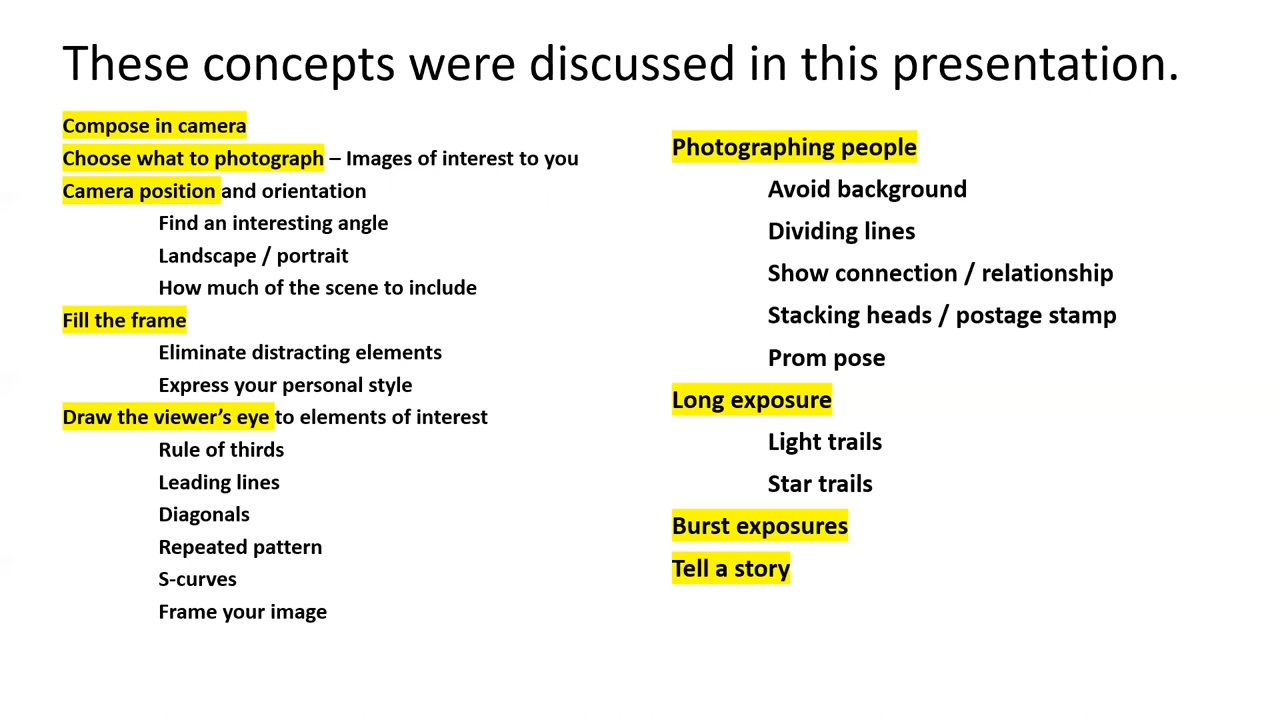 These concepts were discussed in this presentation.
Compose in camera
Choose what to photograph – Images of interest to you
Camera position and orientation
Find an interesting angle
Landscape / portrait
How much of the scene to include
Fill the frame
Eliminate distracting elements
Express your personal style
Draw the viewer’s eye to elements of interest
Rule of thirds
Leading lines
Diagonals
Repeated pattern
S-curves
Frame your image
Photographing people
Avoid background
Dividing lines
Show connection / relationship
Stacking heads / postage stamp
Prom pose
Long exposure
Light trails
Star trails
Burst exposures
Tell a story